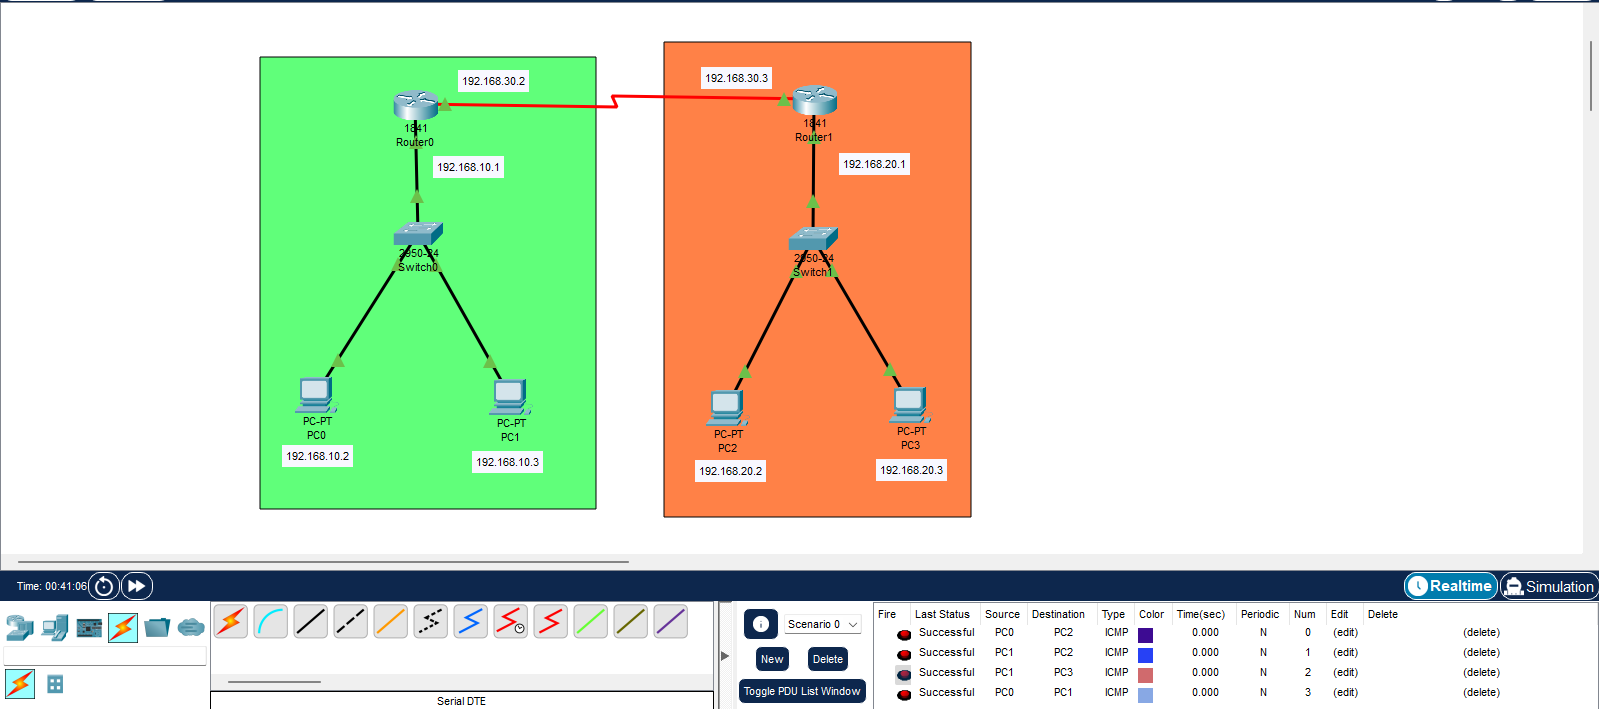 192.168.30.2
192.168.30.3
1841
Router0
1841
Router1
192.168.10.1
192.168.20.1
2950-24
Switch0
2950-24
Switch1
PC-PT
PC0
PC-PT
PC1
PC-PT
PC2
PC-PT
PC3
192.168.10.2
192.168.10.3
192.168.20.2
192.168.20.3
Time: 00:41:06
Realtime
Simulation
Scenario 0
New
Delete
Toggle PDU List Window
Serial DTE
Fire Last Status Source Destination Type Color Time(sec) Periodic Num Edit Delete
Successful PC0 PC2 ICMP 0.000 N 0 (edit) (delete)
Successful PC1 PC2 ICMP 0.000 N 1 (edit) (delete)
Successful PC1 PC3 ICMP 0.000 N 2 (edit) (delete)
Successful PC0 PC1 ICMP 0.000 N 3 (edit) (delete)